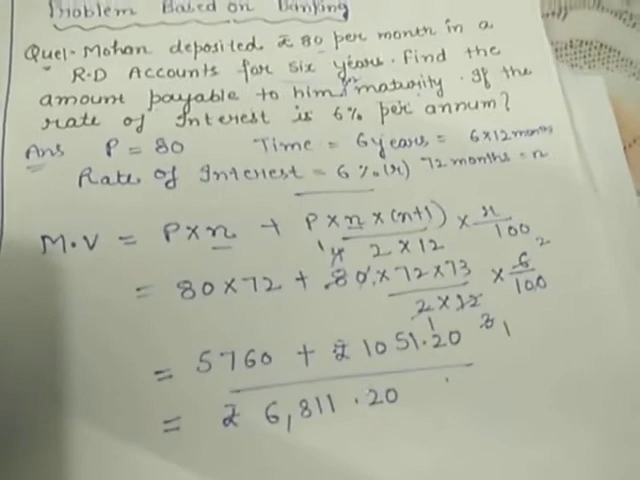 Problem Based on Banking
Que1. Mohan deposited ₹ 80 per month in a
R.D Accounts for six years. Find the
amount payable to him on maturity. If the
rate of Interest is 6% per annum?
Ans P = 80 Time = 6 years = 6×12 months
Rate of Interest = 6% (r) 72 months = n
M.V = P×n + P×n×(n+1) / 2×12 × r/100
= 80×72 + 80×72×73 / 2×12 × 6/100
= 5760 + ₹ 1051.20
= ₹ 6,811.20